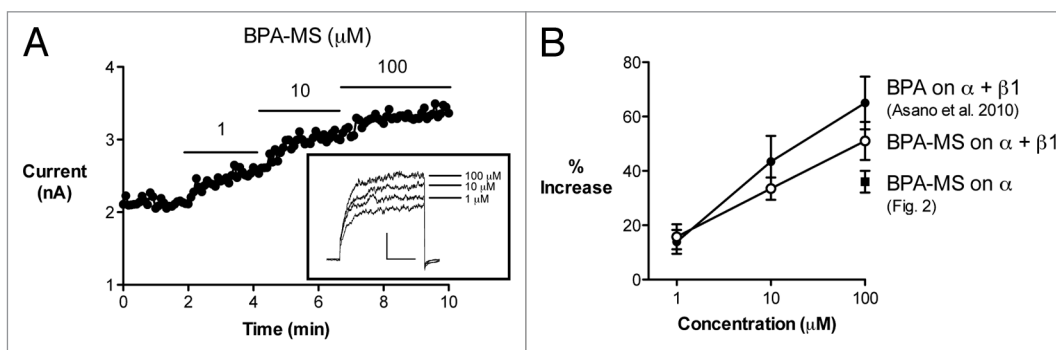 A
BPA-MS (μM)
4
3
2
1
Current
(nA)
1
10
100
100 μM
10 μM
1 μM
0
2
4
6
8
10
Time (min)
B
80
60
40
20
0
%
Increase
BPA on α + β1
(Asano et al. 2010)
BPA-MS on α + β1
BPA-MS on α
(Fig. 2)
1
10
100
Concentration (μM)